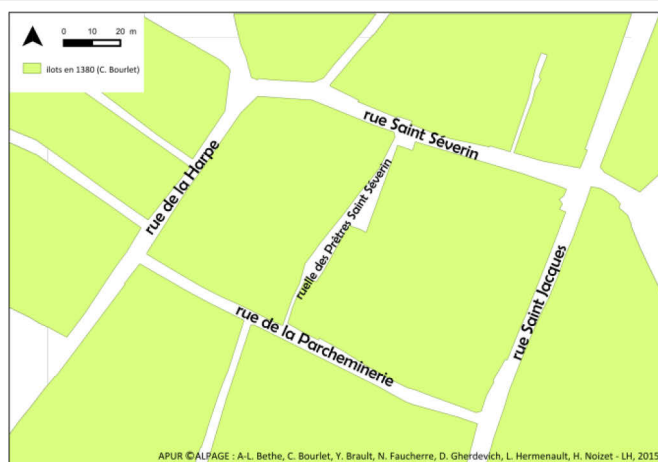 0 10 20 m
ilots en 1380 (C. Bourlet)
rue Saint Séverin
rue de la Harpe
ruelle des Prêtres Saint Séverin
rue Saint Jacques
rue de la Parcheminerie
APUR ©ALPAGE : A-L. Bethe, C. Bourlet, Y. Brault, N. Faucherre, D. Gherdevich, L. Hermenault, H. Noizet - LH, 2015